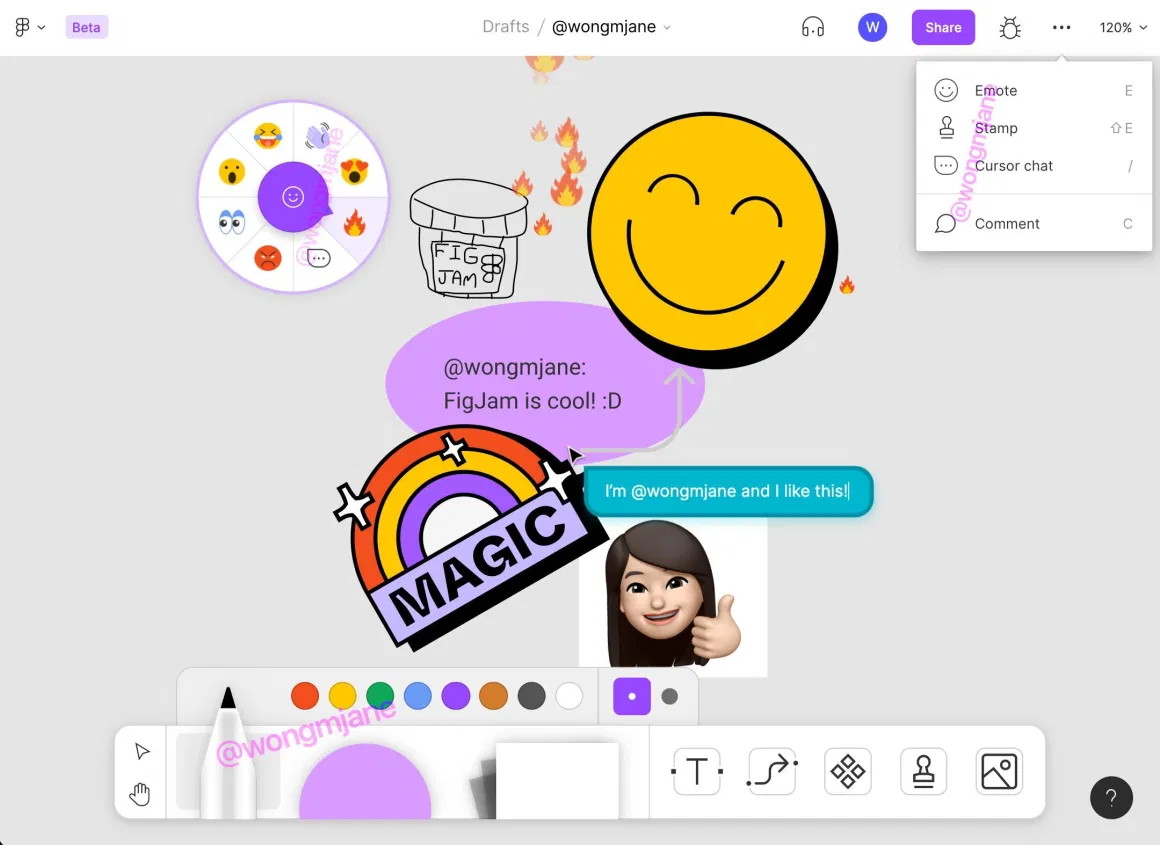 Beta
Drafts / @wongmjane
W
Share
120%
Emote E
Stamp ⇧E
Cursor chat /
Comment C
@wongmjane
@wongmjane
FIG
JAM
@wongmjane:
FigJam is cool! :D
I'm @wongmjane and I like this!
MAGIC
@wongmjane
T
?